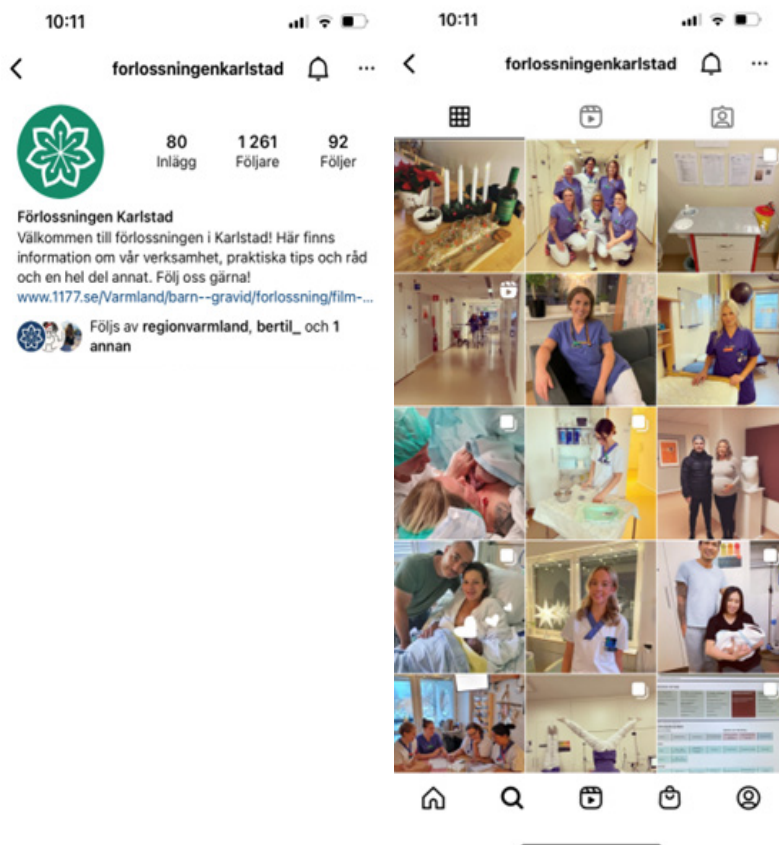 10:11
forlossningenkarlstad
80
Inlägg
1 261
Följare
92
Följer
Förlossningen Karlstad
Välkommen till förlossningen i Karlstad! Här finns
information om vår verksamhet, praktiska tips och råd
och en hel del annat. Följ oss gärna!
www.1177.se/Varmland/barn--gravid/forlossning/film-...
Följs av regionvarmland, bertil_ och 1
annan
10:11
forlossningenkarlstad